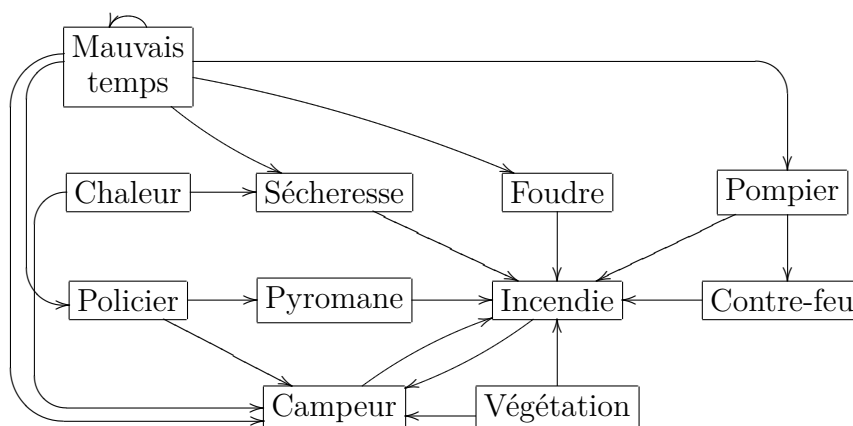 Mauvais
temps
Chaleur
Sécheresse
Foudre
Pompier
Policier
Pyromane
Incendie
Contre-feu
Campeur
Végétation